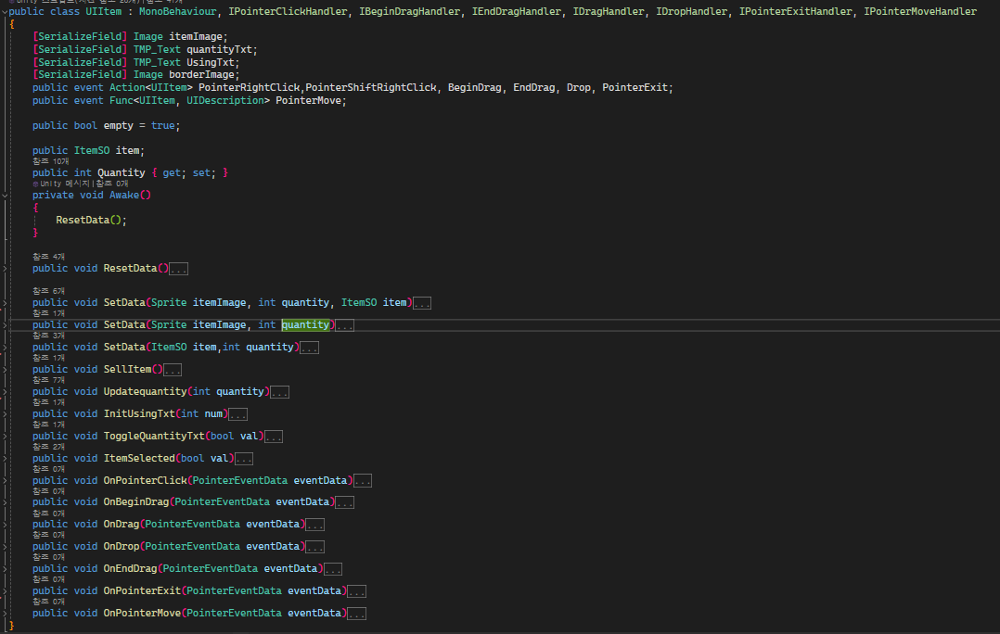 public class UIItem : MonoBehaviour, IPointerClickHandler, IBeginDragHandler, IEndDragHandler, IDragHandler, IDropHandler, IPointerExitHandler, IPointerMoveHandler
{
[SerializeField] Image itemImage;
[SerializeField] TMP_Text quantityTxt;
[SerializeField] TMP_Text UsingTxt;
[SerializeField] Image borderImage;
public event Action<UIItem> PointerRightClick,PointerShiftRightClick, BeginDrag, EndDrag, Drop, PointerExit;
public event Func<UIItem, UIDescription> PointerMove;
public bool empty = true;
public ItemSO item;
참조 10개
public int Quantity { get; set; }
Unity 메시지 | 참조 0개
private void Awake()
{
ResetData();
}
참조 4개
public void ResetData()...
참조 6개
public void SetData(Sprite itemImage, int quantity, ItemSO item)...
참조 1개
public void SetData(Sprite itemImage, int quantity)...
참조 3개
public void SetData(ItemSO item,int quantity)...
참조 1개
public void SellItem()...
참조 7개
public void Updatequantity(int quantity)...
참조 1개
public void InitUsingTxt(int num)...
참조 1개
public void ToggleQuantityTxt(bool val)...
참조 2개
public void ItemSelected(bool val)...
참조 0개
public void OnPointerClick(PointerEventData eventData)...
참조 0개
public void OnBeginDrag(PointerEventData eventData)...
참조 0개
public void OnDrag(PointerEventData eventData)...
참조 0개
public void OnDrop(PointerEventData eventData)...
참조 0개
public void OnEndDrag(PointerEventData eventData)...
참조 0개
public void OnPointerExit(PointerEventData eventData)...
참조 0개
public void OnPointerMove(PointerEventData eventData)...
}